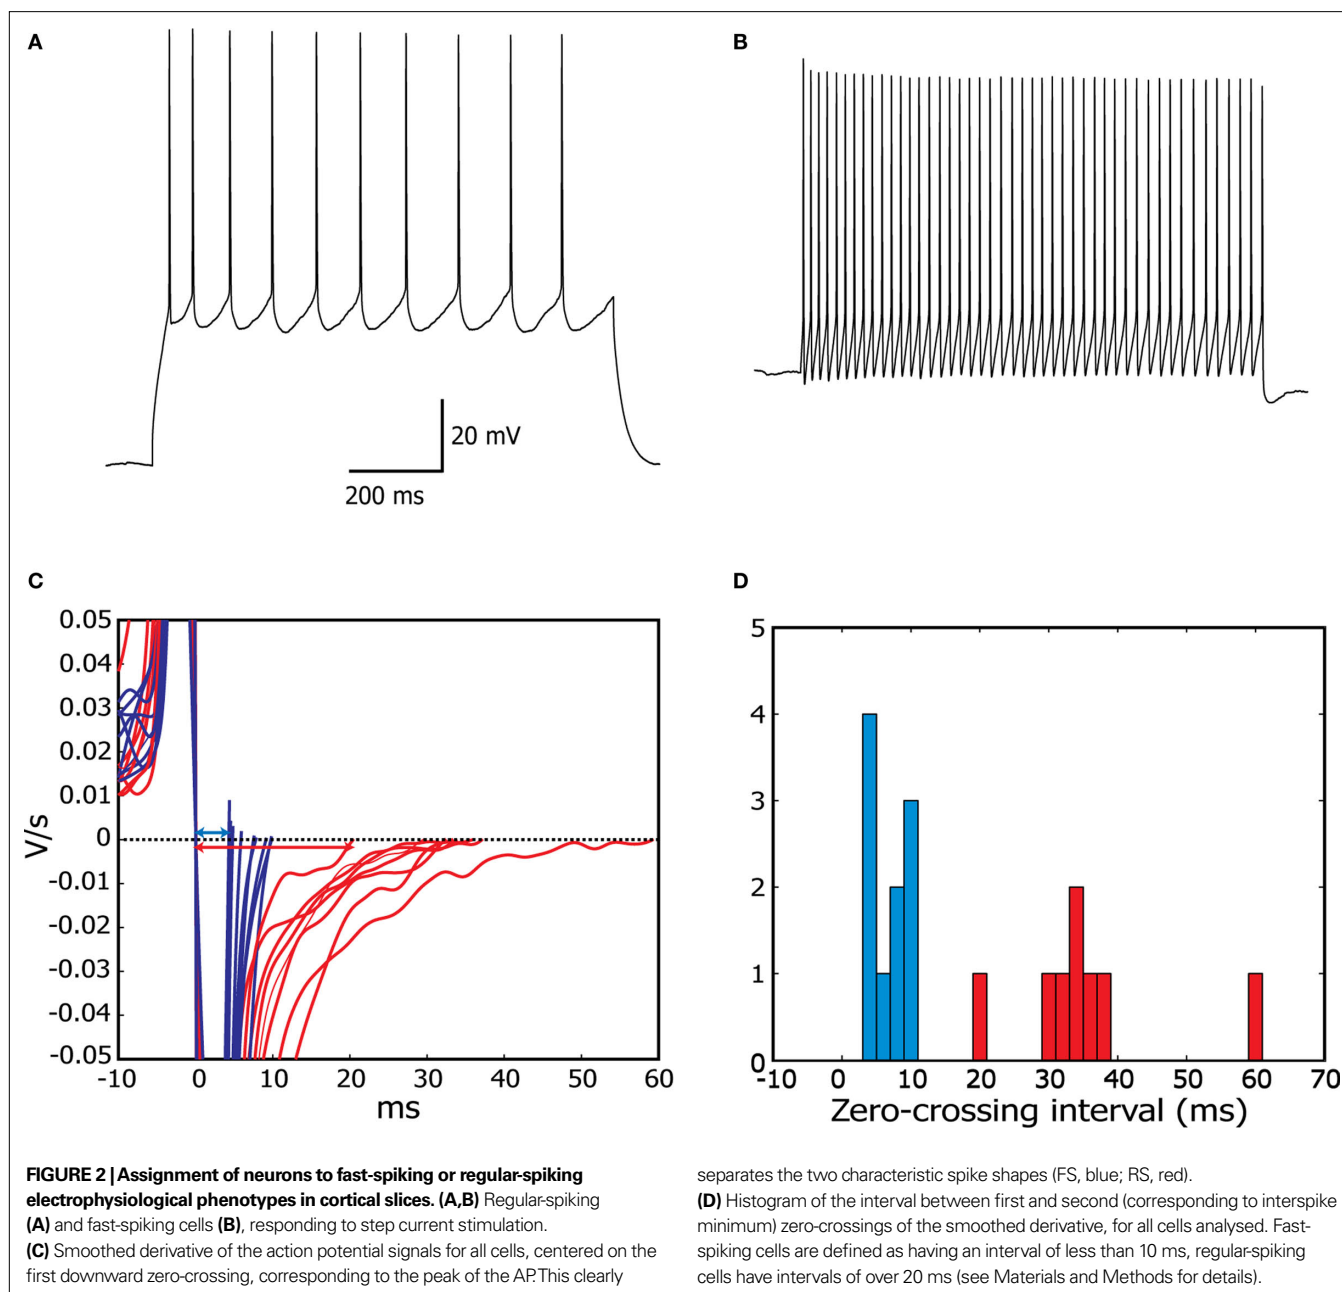 A
B
20 mV
200 ms
C
0.05
0.04
0.03
0.02
0.01
0
-0.01
-0.02
-0.03
-0.04
-0.05
V/s
-10 0 10 20 30 40 50 60
ms
D
5
4
3
2
1
0
-10 0 10 20 30 40 50 60 70
Zero-crossing interval (ms)
FIGURE 2 | Assignment of neurons to fast-spiking or regular-spiking
electrophysiological phenotypes in cortical slices. (A,B) Regular-spiking
(A) and fast-spiking cells (B), responding to step current stimulation.
(C) Smoothed derivative of the action potential signals for all cells, centered on the
first downward zero-crossing, corresponding to the peak of the AP. This clearly
separates the two characteristic spike shapes (FS, blue; RS, red).
(D) Histogram of the interval between first and second (corresponding to interspike
minimum) zero-crossings of the smoothed derivative, for all cells analysed. Fast-
spiking cells are defined as having an interval of less than 10 ms, regular-spiking
cells have intervals of over 20 ms (see Materials and Methods for details).